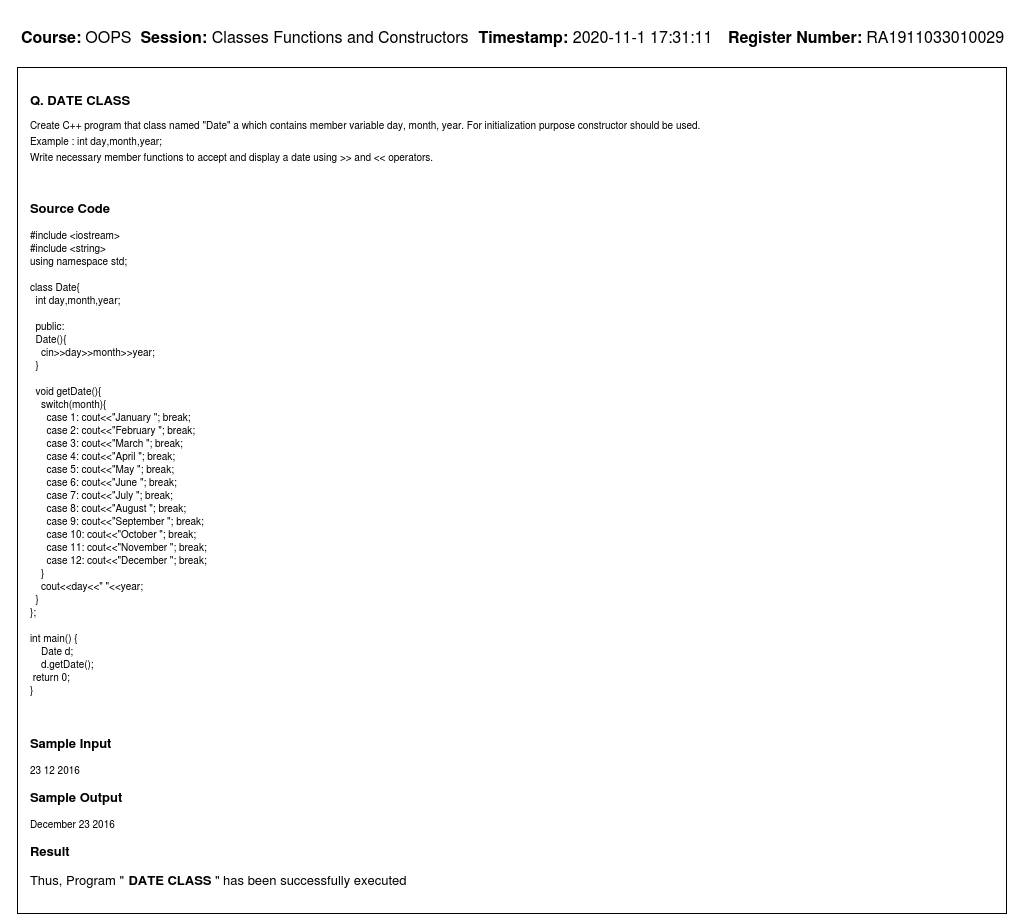 Course: OOPS Session: Classes Functions and Constructors Timestamp: 2020-11-1 17:31:11 Register Number: RA1911033010029
Q. DATE CLASS
Create C++ program that class named "Date" a which contains member variable day, month, year. For initialization purpose constructor should be used.
Example : int day,month,year;
Write necessary member functions to accept and display a date using >> and << operators.
Source Code
#include <iostream>
#include <string>
using namespace std;
class Date{
int day,month,year;
public:
Date(){
cin>>day>>month>>year;
}
void getDate(){
switch(month){
case 1: cout<<"January "; break;
case 2: cout<<"February "; break;
case 3: cout<<"March "; break;
case 4: cout<<"April "; break;
case 5: cout<<"May "; break;
case 6: cout<<"June "; break;
case 7: cout<<"July "; break;
case 8: cout<<"August "; break;
case 9: cout<<"September "; break;
case 10: cout<<"October "; break;
case 11: cout<<"November "; break;
case 12: cout<<"December "; break;
}
cout<<day<<" "<<year;
}
};
int main() {
Date d;
d.getDate();
return 0;
}
Sample Input
23 12 2016
Sample Output
December 23 2016
Result
Thus, Program " DATE CLASS " has been successfully executed